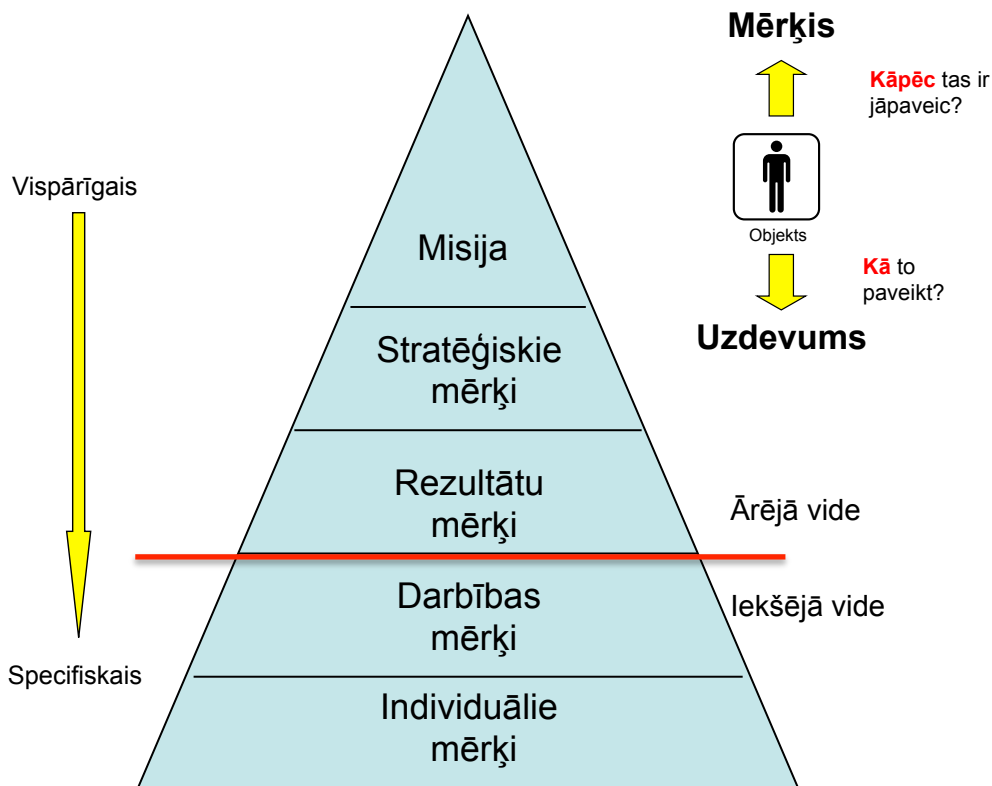 Mērķis
Kāpēc tas ir
jāpaveic?
Vispārīgais
Objekts
Misija
Kā to
paveikt?
Uzdevums
Stratēģiskie
mērķi
Rezultātu
mērķi
Ārējā vide
Darbības
mērķi
Iekšējā vide
Specifiskais
Individuālie
mērķi